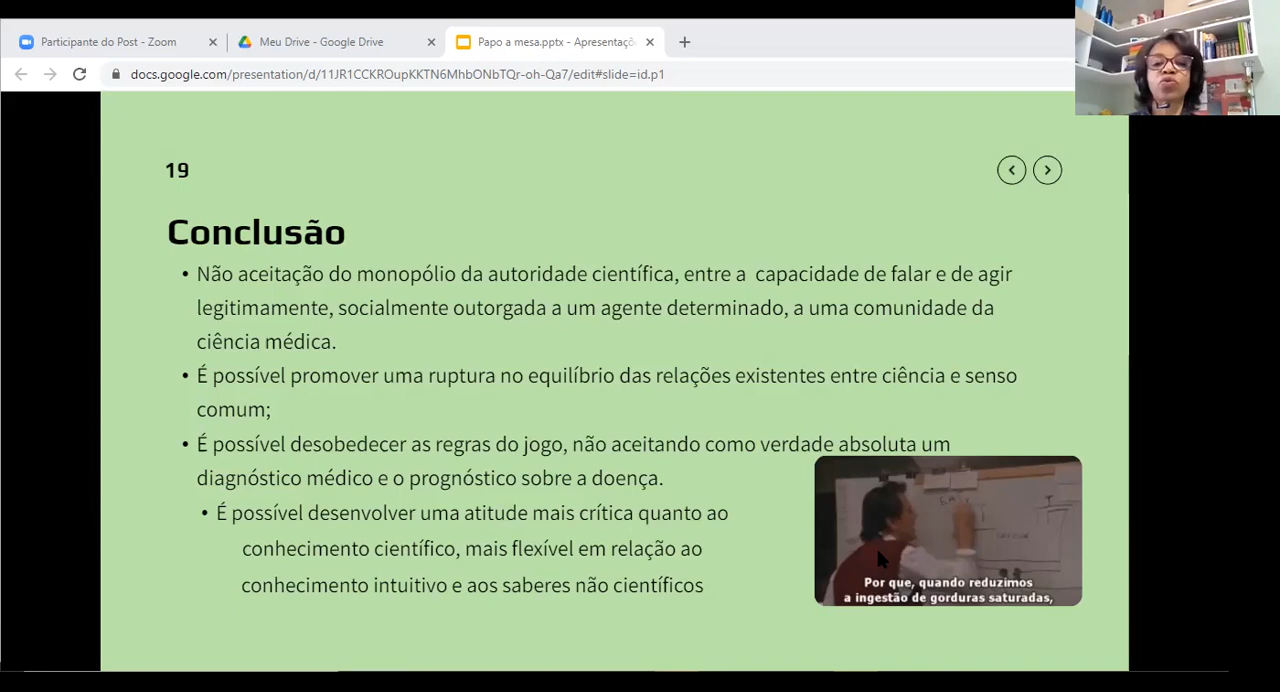 Participante do Post - Zoom
Meu Drive - Google Drive
Papo a mesa.pptx - Apresentaçõ
docs.google.com/presentation/d/11JR1CCKROupKKTN6MhbONbTQr-oh-Qa7/edit#slide=id.p1
19
Conclusão
• Não aceitação do monopólio da autoridade científica, entre a capacidade de falar e de agir
legitimamente, socialmente outorgada a um agente determinado, a uma comunidade da
ciência médica.
• É possível promover uma ruptura no equilíbrio das relações existentes entre ciência e senso
comum;
• É possível desobedecer as regras do jogo, não aceitando como verdade absoluta um
diagnóstico médico e o prognóstico sobre a doença.
• É possível desenvolver uma atitude mais crítica quanto ao
conhecimento científico, mais flexível em relação ao
conhecimento intuitivo e aos saberes não científicos
Por que, quando reduzimos
a ingestão de gorduras saturadas,